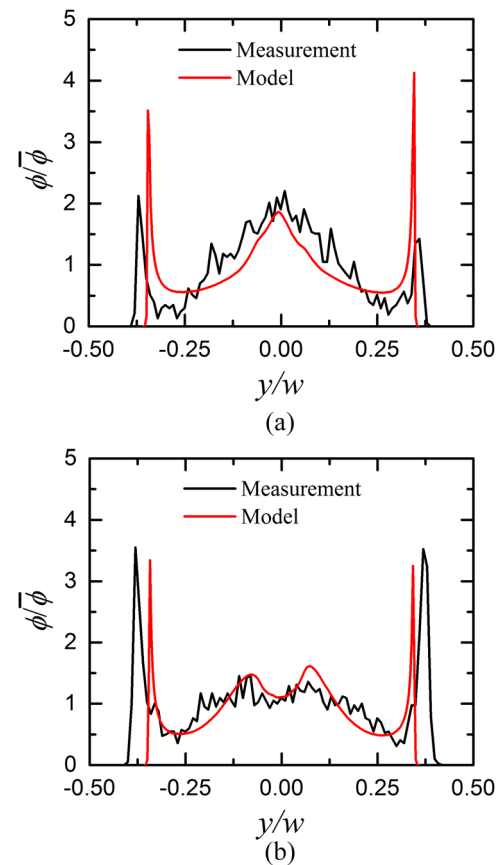 5
4
3
2
1
0
ϕ/ϕ̅
Measurement
Model
-0.50 -0.25 0.00 0.25 0.50
y/w
(a)
5
4
3
2
1
0
ϕ/ϕ̅
Measurement
Model
-0.50 -0.25 0.00 0.25 0.50
y/w
(b)